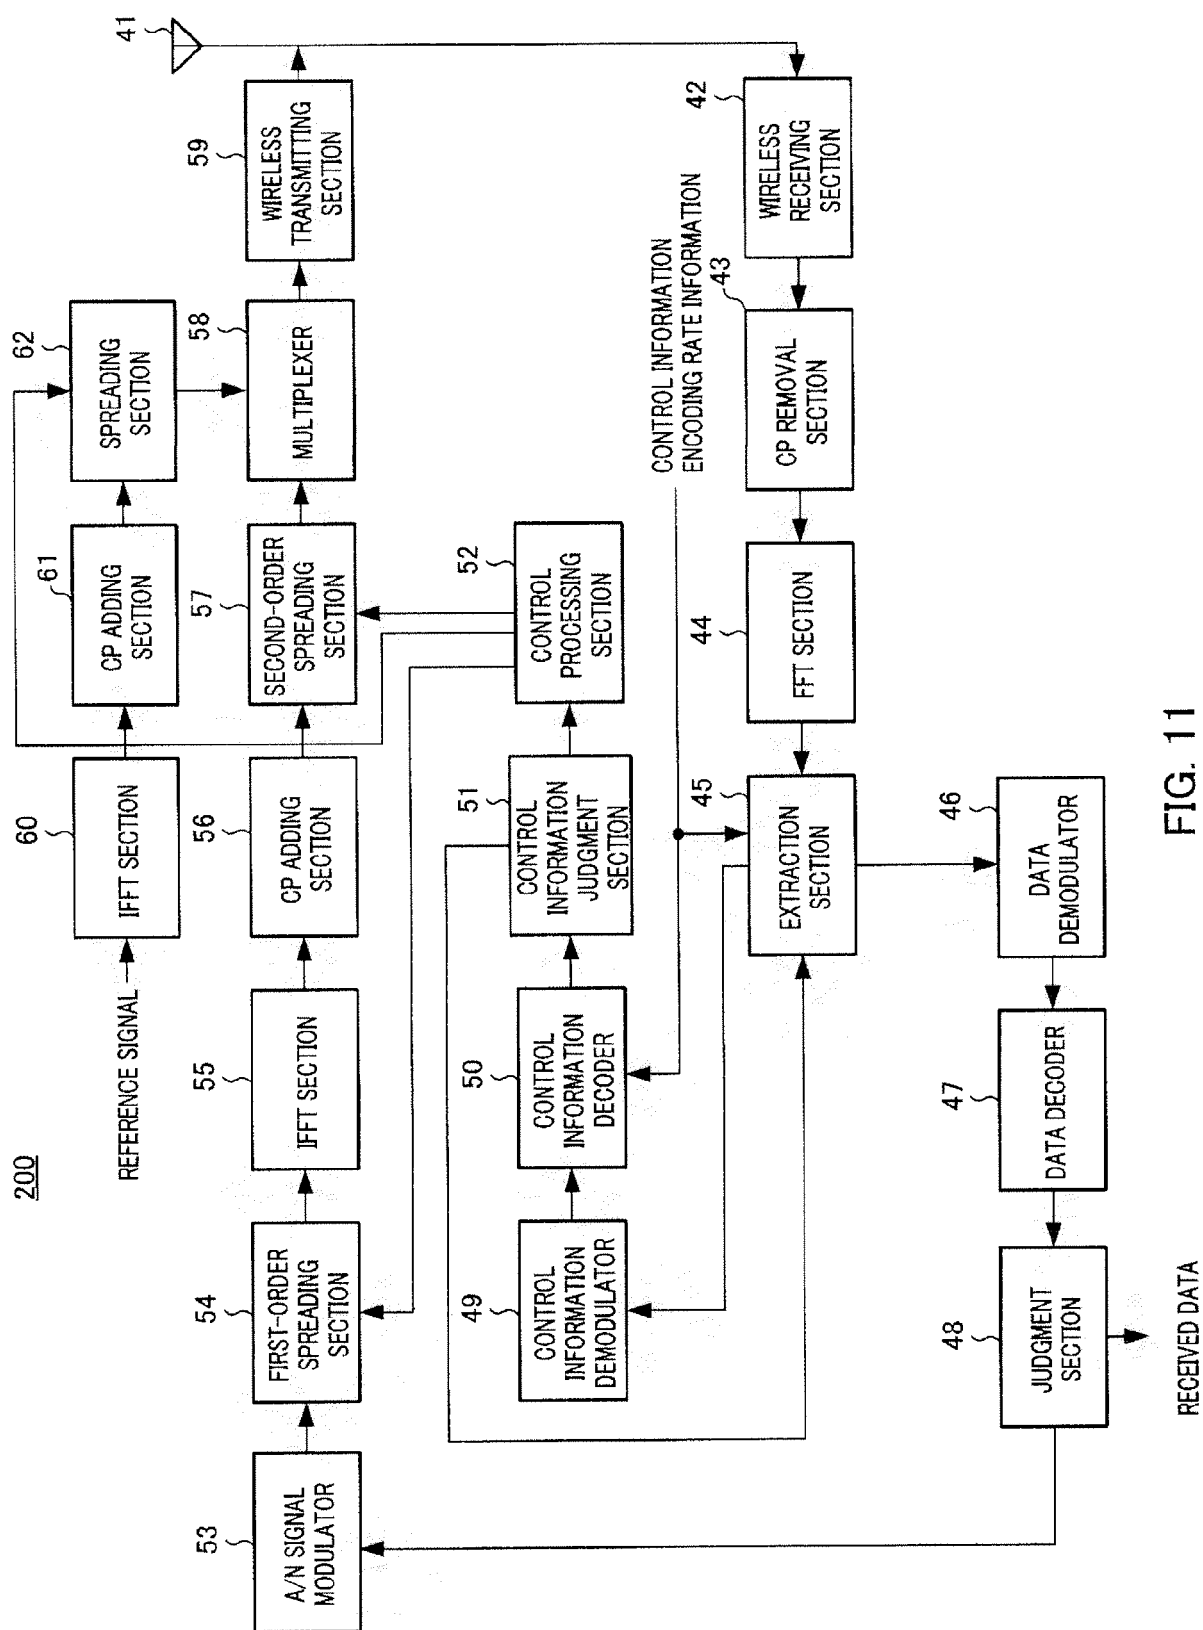 200
REFERENCE SIGNAL
60
IFFT SECTION
61
CP ADDING
SECTION
62
SPREADING
SECTION
41
53
A/N SIGNAL
MODULATOR
54
FIRST-ORDER
SPREADING
SECTION
55
IFFT SECTION
56
CP ADDING
SECTION
57
SECOND-ORDER
SPREADING
SECTION
58
MULTIPLEXER
59
WIRELESS
TRANSMITTING
SECTION
49
CONTROL
INFORMATION
DEMODULATOR
50
CONTROL
INFORMATION
DECODER
51
CONTROL
INFORMATION
JUDGMENT
SECTION
52
CONTROL
PROCESSING
SECTION
CONTROL INFORMATION
ENCODING RATE INFORMATION
45
EXTRACTION
SECTION
44
FFT SECTION
43
CP REMOVAL
SECTION
42
WIRELESS
RECEIVING
SECTION
48
JUDGMENT
SECTION
47
DATA DECODER
46
DATA
DEMODULATOR
RECEIVED DATA
FIG. 11